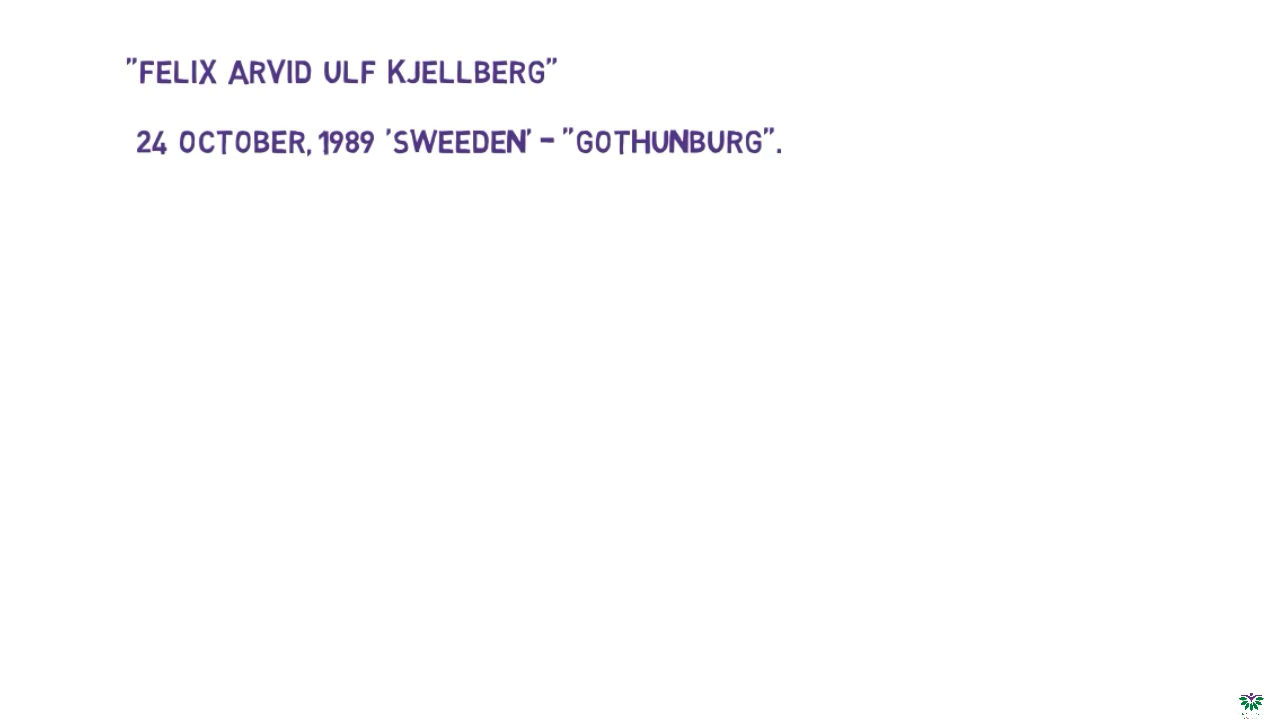 "FELIX ARVID ULF KJELLBERG"
24 OCTOBER, 1989 'SWEEDEN' - "GOTHUNBURG".